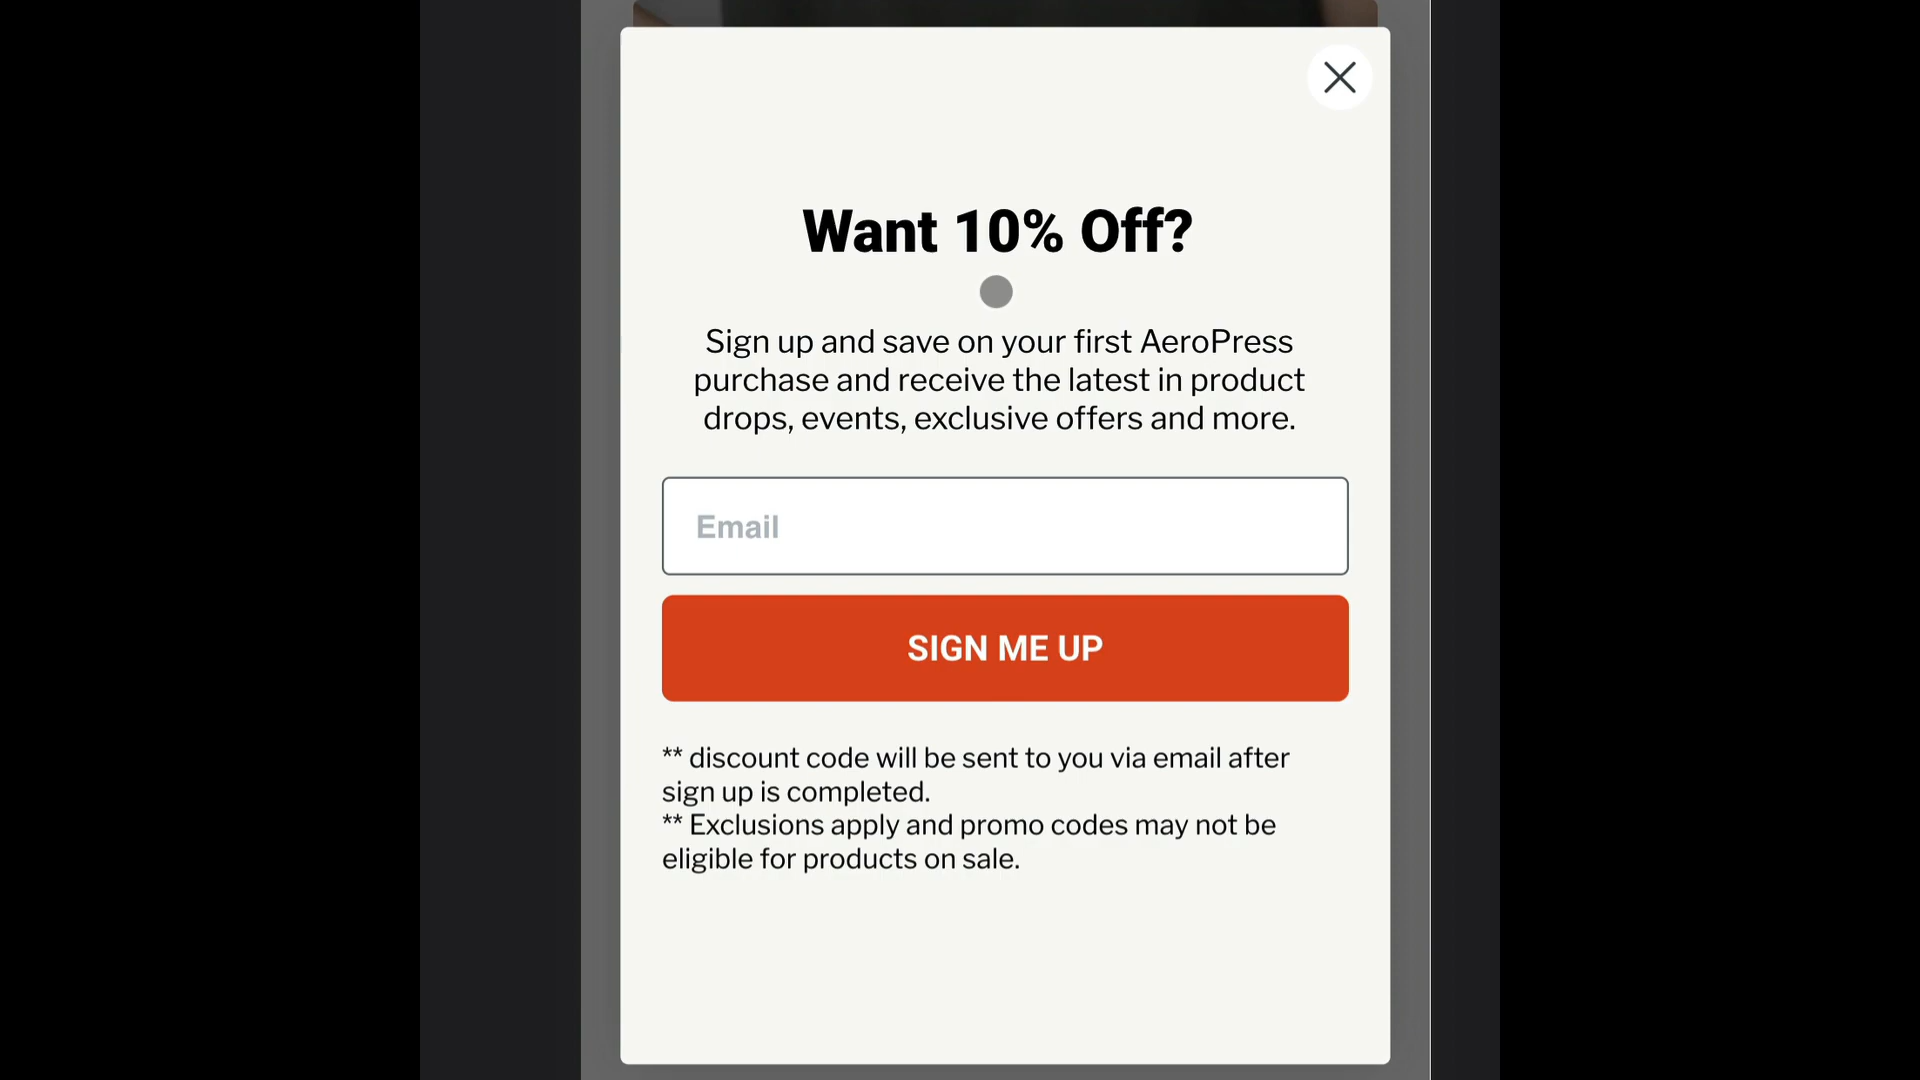 Want 10% Off?
Sign up and save on your first AeroPress
purchase and receive the latest in product
drops, events, exclusive offers and more.
Email
SIGN ME UP
** discount code will be sent to you via email after
sign up is completed.
** Exclusions apply and promo codes may not be
eligible for products on sale.